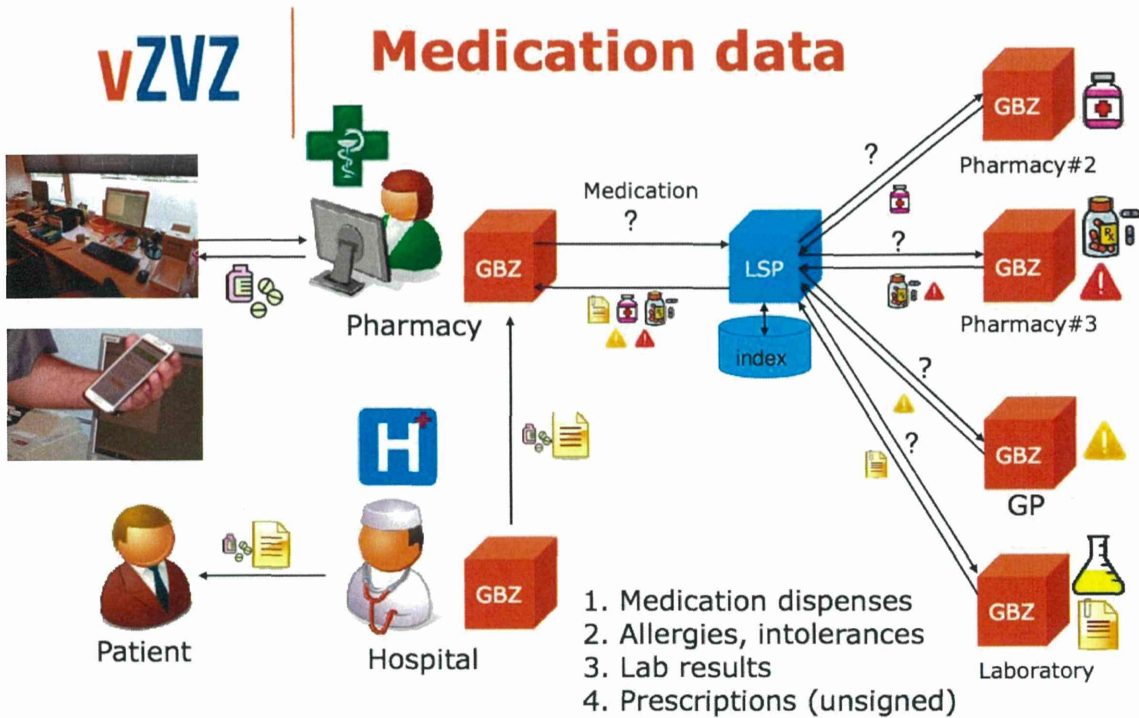 vZVZ
Medication data
GBZ
Pharmacy#2
?
Medication
?
GBZ
LSP
?
GBZ
Rx
Pharmacy#3
Pharmacy
index
?
GBZ
GP
?
H+
GBZ
Patient
Hospital
GBZ
Laboratory
1. Medication dispenses
2. Allergies, intolerances
3. Lab results
4. Prescriptions (unsigned)